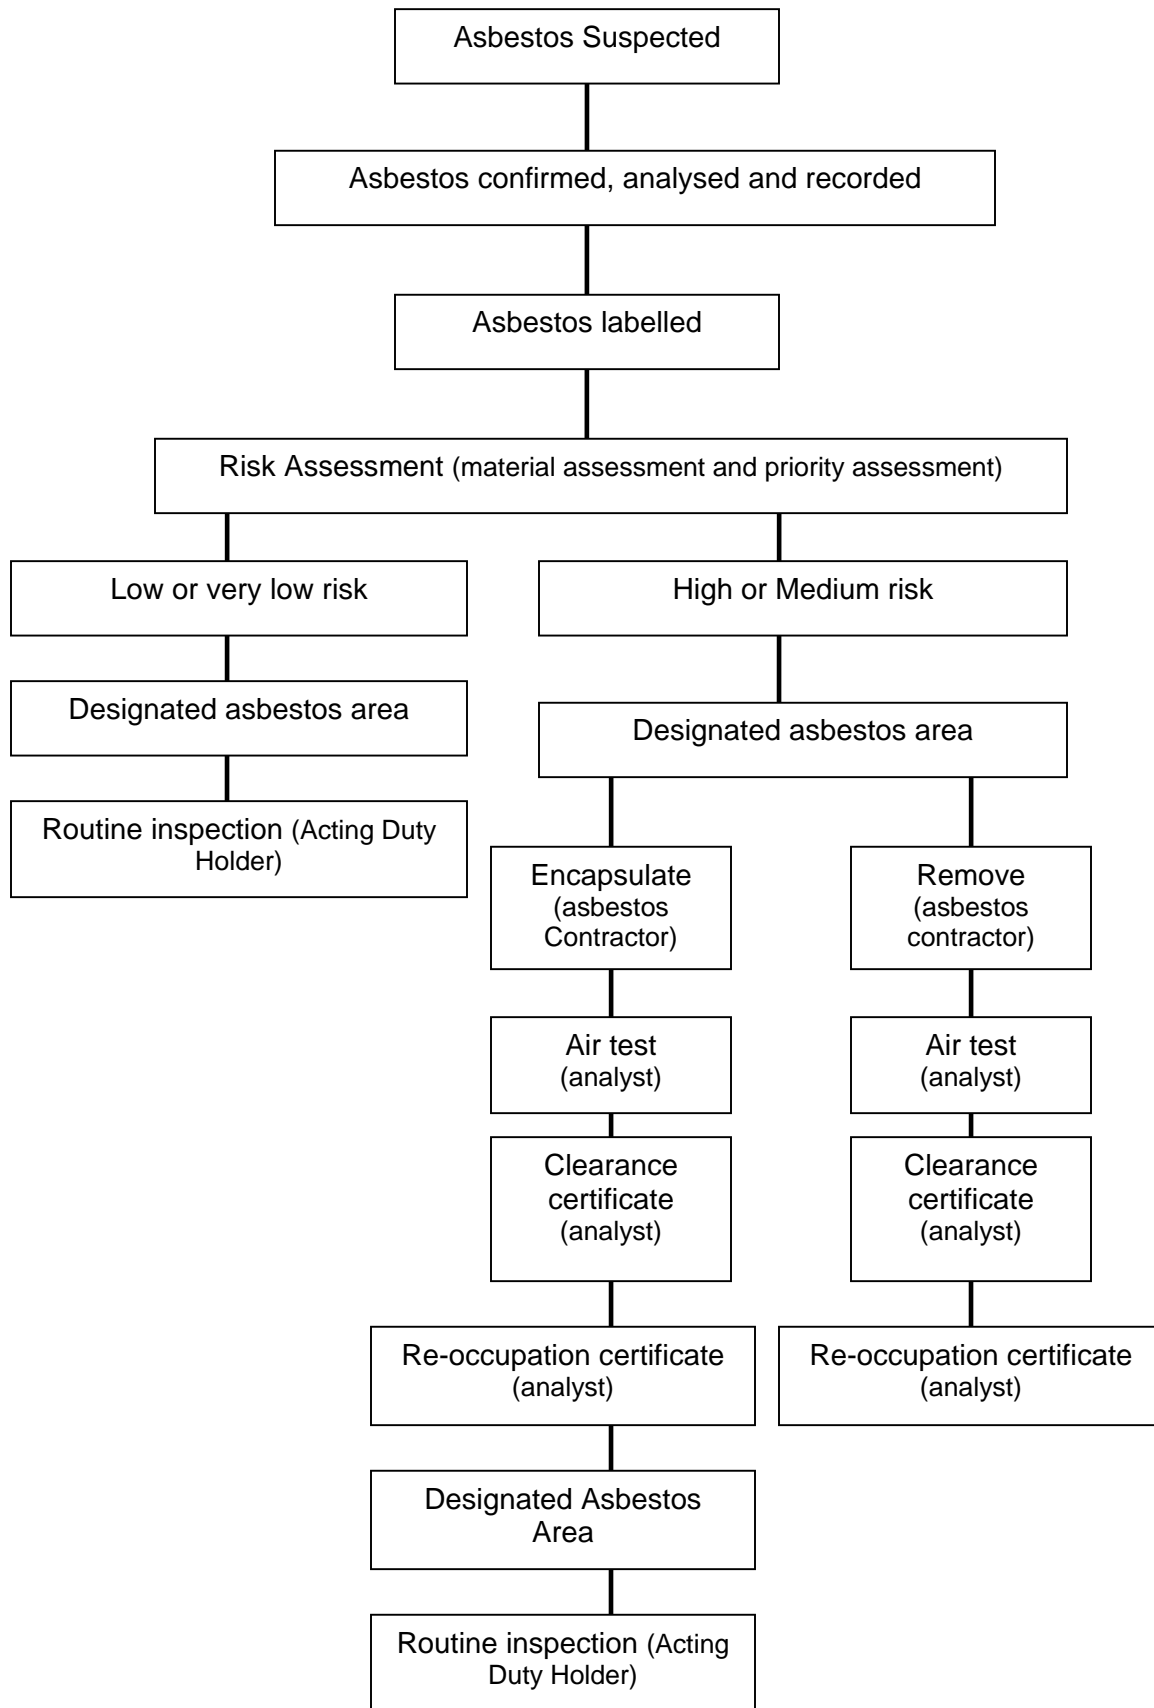 Asbestos Suspected
Asbestos confirmed, analysed and recorded
Asbestos labelled
Risk Assessment (material assessment and priority assessment)
Low or very low risk
High or Medium risk
Designated asbestos area
Designated asbestos area
Routine inspection (Acting Duty
Holder)
Encapsulate
(asbestos
Contractor)
Remove
(asbestos
contractor)
Air test
(analyst)
Air test
(analyst)
Clearance
certificate
(analyst)
Clearance
certificate
(analyst)
Re-occupation certificate
(analyst)
Re-occupation certificate
(analyst)
Designated Asbestos
Area
Routine inspection (Acting
Duty Holder)